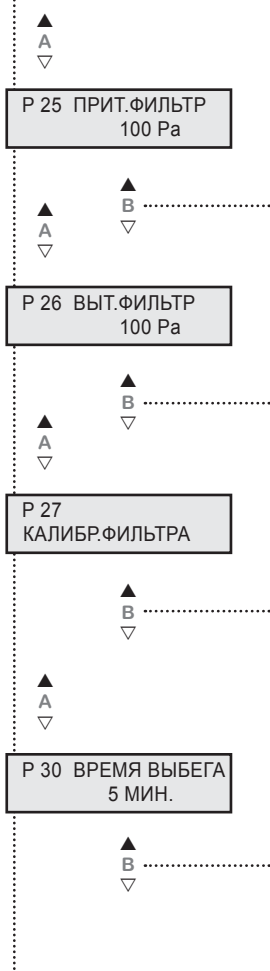 A
P 25 ПРИТ.ФИЛЬТР
100 Pa
B
A
P 26 ВЫТ.ФИЛЬТР
100 Pa
B
A
P 27
КАЛИБР.ФИЛЬТРА
B
A
P 30 ВРЕМЯ ВЫБЕГА
5 МИН.
B